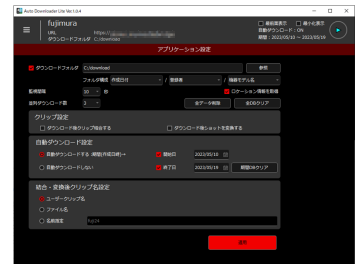 Auto Downloader Lite Ver.1.0.4
fujimura
URL https://
ダウンロードフォルダ C:/download
最前面表示 最小化表示
自動ダウンロード : ON
期間 : 2023/05/10 ～ 2023/05/19
アプリケーション設定
ダウンロードフォルダ C:/download 参照
フォルダ構成 作成日付 / 登録者 / 機器モデル名
監視間隔 10 秒 ロケーション情報を取得
並列ダウンロード数 3 全データ削除 全DBクリア
クリップ設定
ダウンロード後クリップ結合する ダウンロード後ショットを変換する
自動ダウンロード設定
自動ダウンロードする (期間(作成日時))→ 開始日 2023/05/10
自動ダウンロードしない 終了日 2023/05/19 期間DBクリア
結合・変換後クリップ名設定
ユーザークリップ名
ファイル名
名称指定 fuji24